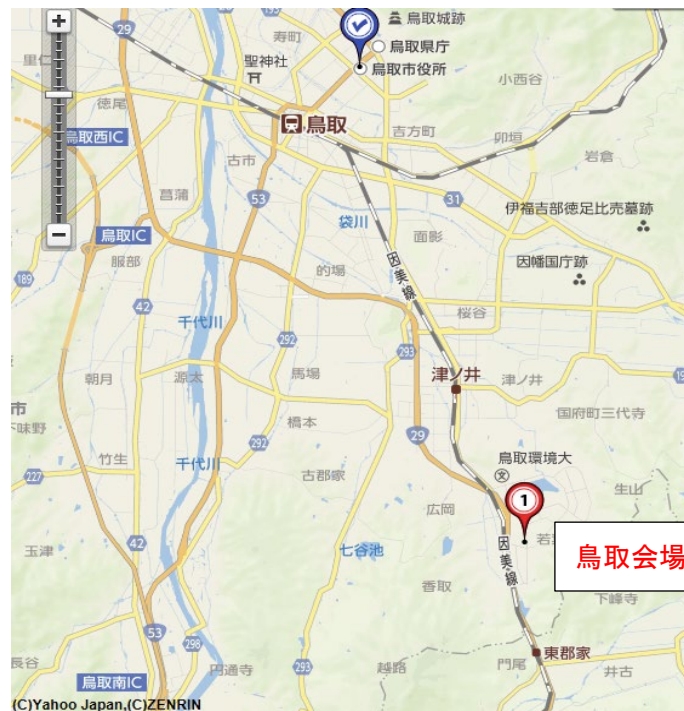 29
寿町
鳥取城跡
鳥取県庁
里仁
聖神社
鳥取市役所
小西谷
徳尾
鳥取
吉方町
卯垣
鳥取西IC
古市
岩倉
53
菖蒲
31
伊福吉部徳足比売墓跡
袋川
鳥取IC
面影
服部
因幡国庁跡
的場
189
因美線
42
桜谷
千代川
292
293
朝月
源太
馬場
津ノ井
津ノ井
市
下味野
橋本
国府町三代寺
29
292
竹生
千代川
古郡家
鳥取環境大
227
生山
1
広岡
玉津
42
七谷池
因美線
鳥取会場
香取
下峰寺
53
298
東郡家
長谷
円通寺
293
越路
門尾
井古
鳥取南IC
(C)Yahoo Japan,(C)ZENRIN